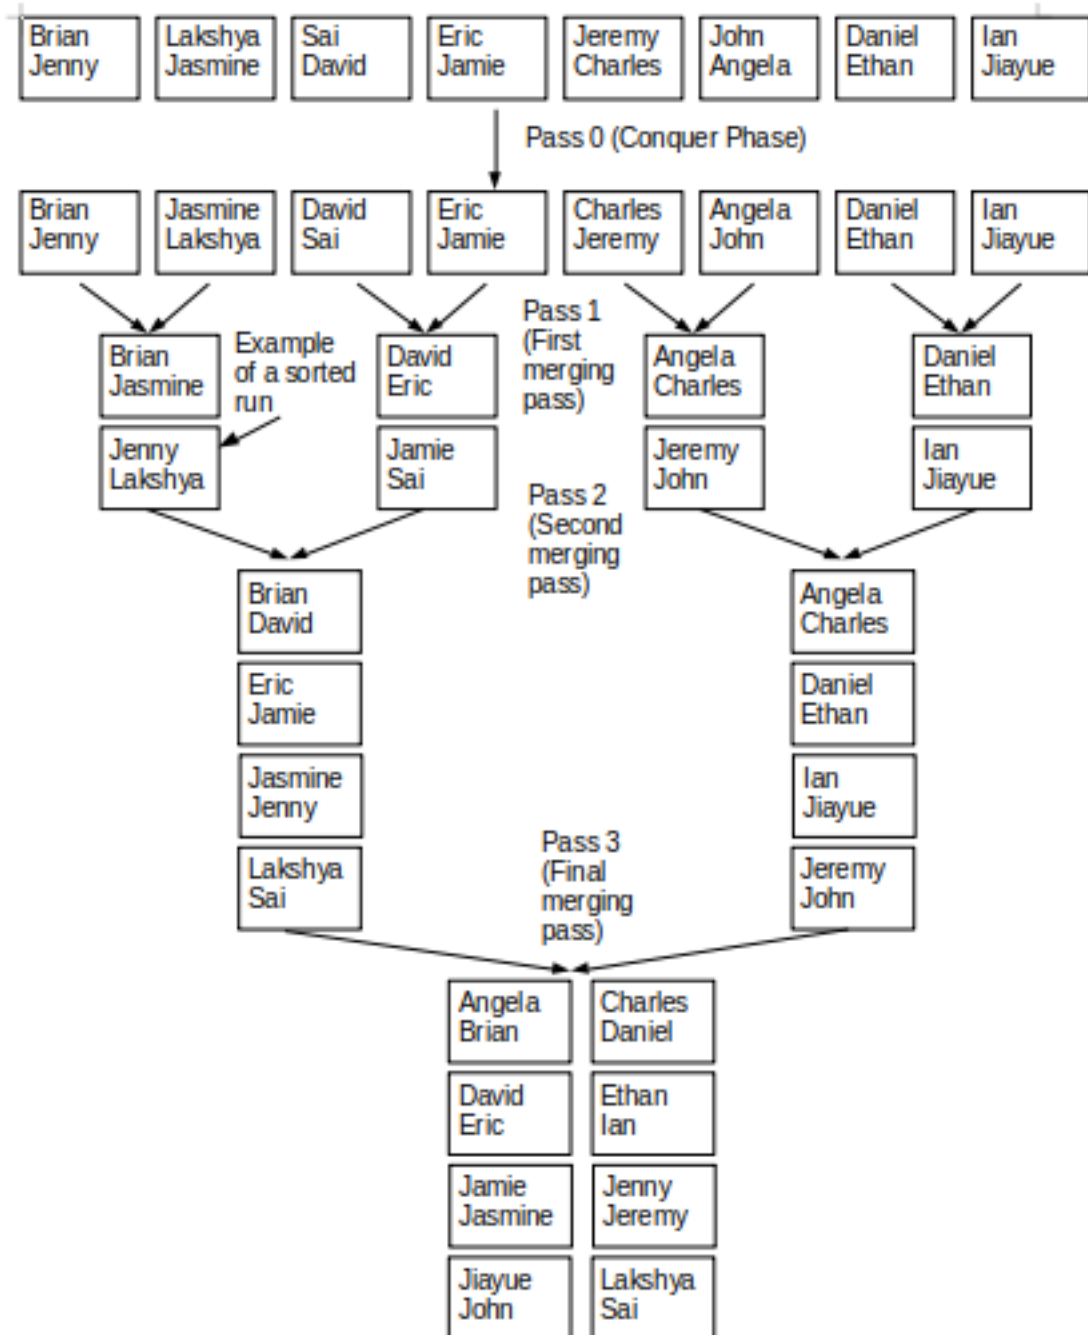 Brian
Jenny
Lakshya
Jasmine
Sai
David
Eric
Jamie
Jeremy
Charles
John
Angela
Daniel
Ethan
Ian
Jiayue
Pass 0 (Conquer Phase)
Brian
Jenny
Jasmine
Lakshya
David
Sai
Eric
Jamie
Charles
Jeremy
Angela
John
Daniel
Ethan
Ian
Jiayue
Pass 1
(First
merging
pass)
Brian
Jasmine
Jenny
Lakshya
Example
of a sorted
run
David
Eric
Jamie
Sai
Angela
Charles
Jeremy
John
Daniel
Ethan
Ian
Jiayue
Pass 2
(Second
merging
pass)
Brian
David
Eric
Jamie
Jasmine
Jenny
Lakshya
Sai
Angela
Charles
Daniel
Ethan
Ian
Jiayue
Jeremy
John
Pass 3
(Final
merging
pass)
Angela
Brian
Charles
Daniel
David
Eric
Ethan
Ian
Jamie
Jasmine
Jenny
Jeremy
Jiayue
John
Lakshya
Sai